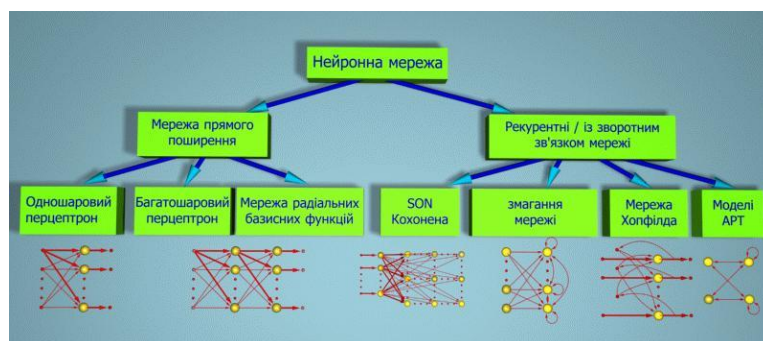 Нейронна мережа
Мережа прямого
поширення
Рекурентні / із зворотним
зв'язком мережі
Одношаровий
перцептрон
Багатошаровий
перцептрон
Мережа радіальних
базисних функцій
SON
Кохонена
змагання
мережі
Мережа
Хопфілда
Моделі
АРТ